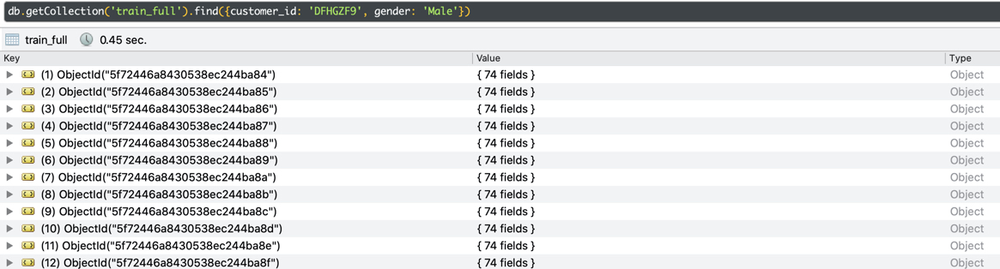 db.getCollection('train_full').find({customer_id: 'DFHGZF9', gender: 'Male'})
train_full 0.45 sec.
Key Value Type
(1) ObjectId("5f72446a8430538ec244ba84") { 74 fields } Object
(2) ObjectId("5f72446a8430538ec244ba85") { 74 fields } Object
(3) ObjectId("5f72446a8430538ec244ba86") { 74 fields } Object
(4) ObjectId("5f72446a8430538ec244ba87") { 74 fields } Object
(5) ObjectId("5f72446a8430538ec244ba88") { 74 fields } Object
(6) ObjectId("5f72446a8430538ec244ba89") { 74 fields } Object
(7) ObjectId("5f72446a8430538ec244ba8a") { 74 fields } Object
(8) ObjectId("5f72446a8430538ec244ba8b") { 74 fields } Object
(9) ObjectId("5f72446a8430538ec244ba8c") { 74 fields } Object
(10) ObjectId("5f72446a8430538ec244ba8d") { 74 fields } Object
(11) ObjectId("5f72446a8430538ec244ba8e") { 74 fields } Object
(12) ObjectId("5f72446a8430538ec244ba8f") { 74 fields } Object